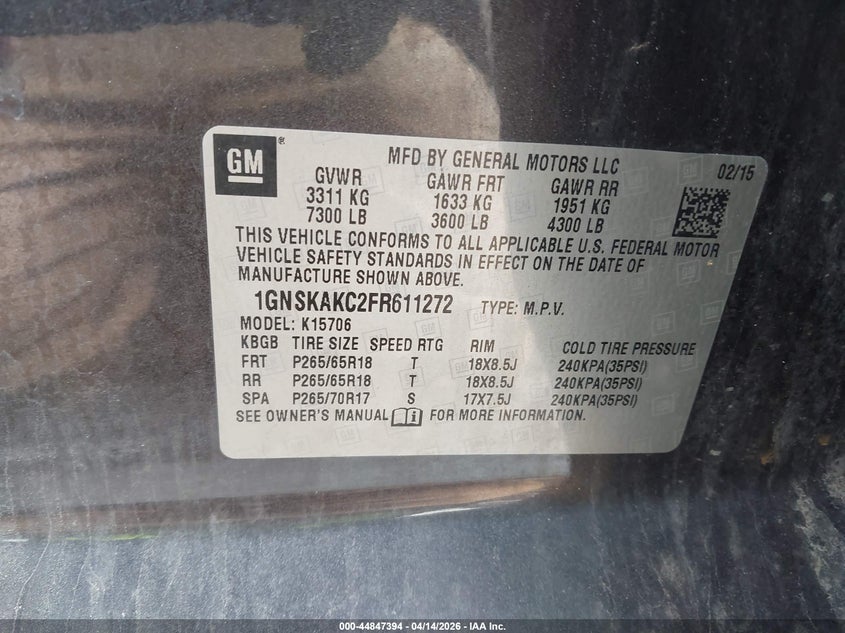 GM ®
MFD BY GENERAL MOTORS LLC 02/15
GVWR GAWR FRT GAWR RR
3311 KG 1633 KG 1951 KG
7300 LB 3600 LB 4300 LB
THIS VEHICLE CONFORMS TO ALL APPLICABLE U.S. FEDERAL MOTOR
VEHICLE SAFETY STANDARDS IN EFFECT ON THE DATE OF
MANUFACTURE SHOWN ABOVE.
1GNSKAKC2FR611272 TYPE: M.P.V.
MODEL: K15706
KBGB TIRE SIZE SPEED RTG RIM COLD TIRE PRESSURE
FRT P265/65R18 T 18X8.5J 240KPA(35PSI)
RR P265/65R18 T 18X8.5J 240KPA(35PSI)
SPA P265/70R17 S 17X7.5J 240KPA(35PSI)
SEE OWNER'S MANUAL i FOR MORE INFORMATION.
000-44847394 - 04/14/2026 - IAA Inc.